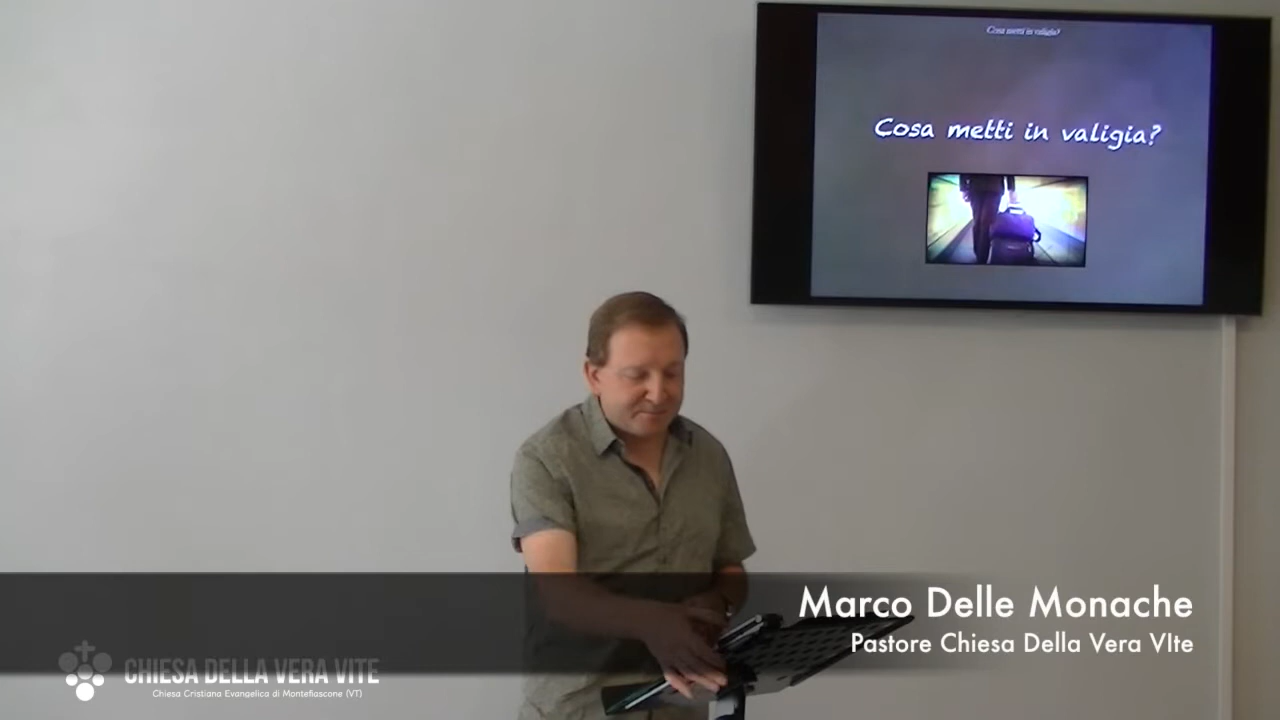 Cosa metti in valigia?
Cosa metti in valigia?
Marco Delle Monache
Pastore Chiesa Della Vera VIte
CHIESA DELLA VERA VITE
Chiesa Cristiana Evangelica di Montefiascone (VT)